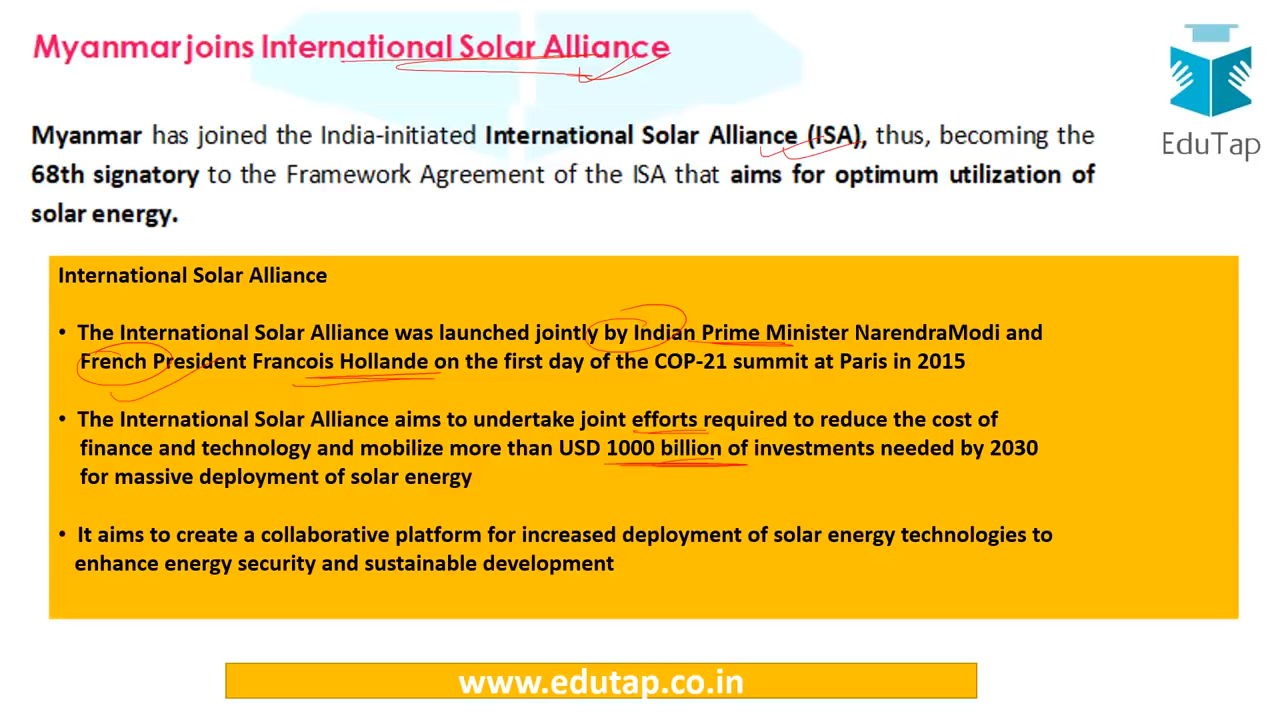 Myanmar joins International Solar Alliance
EduTap
Myanmar has joined the India-initiated International Solar Alliance (ISA), thus, becoming the
68th signatory to the Framework Agreement of the ISA that aims for optimum utilization of
solar energy.
International Solar Alliance
• The International Solar Alliance was launched jointly by Indian Prime Minister NarendraModi and
French President Francois Hollande on the first day of the COP-21 summit at Paris in 2015
• The International Solar Alliance aims to undertake joint efforts required to reduce the cost of
finance and technology and mobilize more than USD 1000 billion of investments needed by 2030
for massive deployment of solar energy
• It aims to create a collaborative platform for increased deployment of solar energy technologies to
enhance energy security and sustainable development
www.edutap.co.in